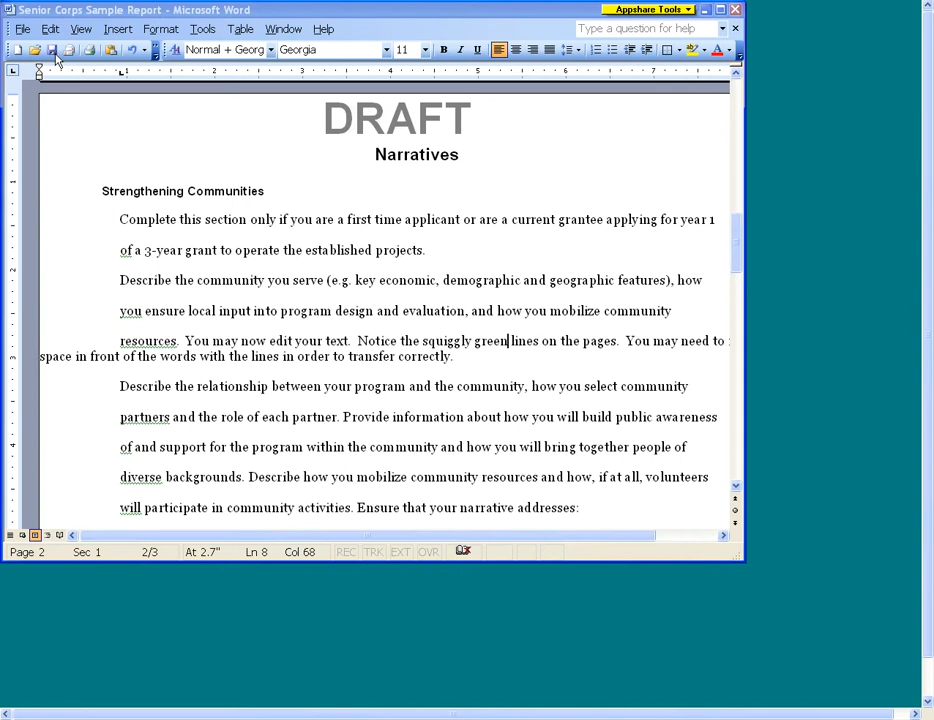 Senior Corps Sample Report - Microsoft Word
Appshare Tools
File Edit View Insert Format Tools Table Window Help
Type a question for help
Normal + Georg Georgia 11 B I U
1 2 3 4 5 6 7
DRAFT
Narratives
Strengthening Communities
Complete this section only if you are a first time applicant or are a current grantee applying for year 1
of a 3-year grant to operate the established projects.
Describe the community you serve (e.g. key economic, demographic and geographic features), how
you ensure local input into program design and evaluation, and how you mobilize community
resources.  You may now edit your text.  Notice the squiggly green lines on the pages.  You may need to
space in front of the words with the lines in order to transfer correctly.
Describe the relationship between your program and the community, how you select community
partners and the role of each partner. Provide information about how you will build public awareness
of and support for the program within the community and how you will bring together people of
diverse backgrounds. Describe how you mobilize community resources and how, if at all, volunteers
will participate in community activities. Ensure that your narrative addresses:
Page 2 Sec 1 2/3 At 2.7" Ln 8 Col 68 REC TRK EXT OVR